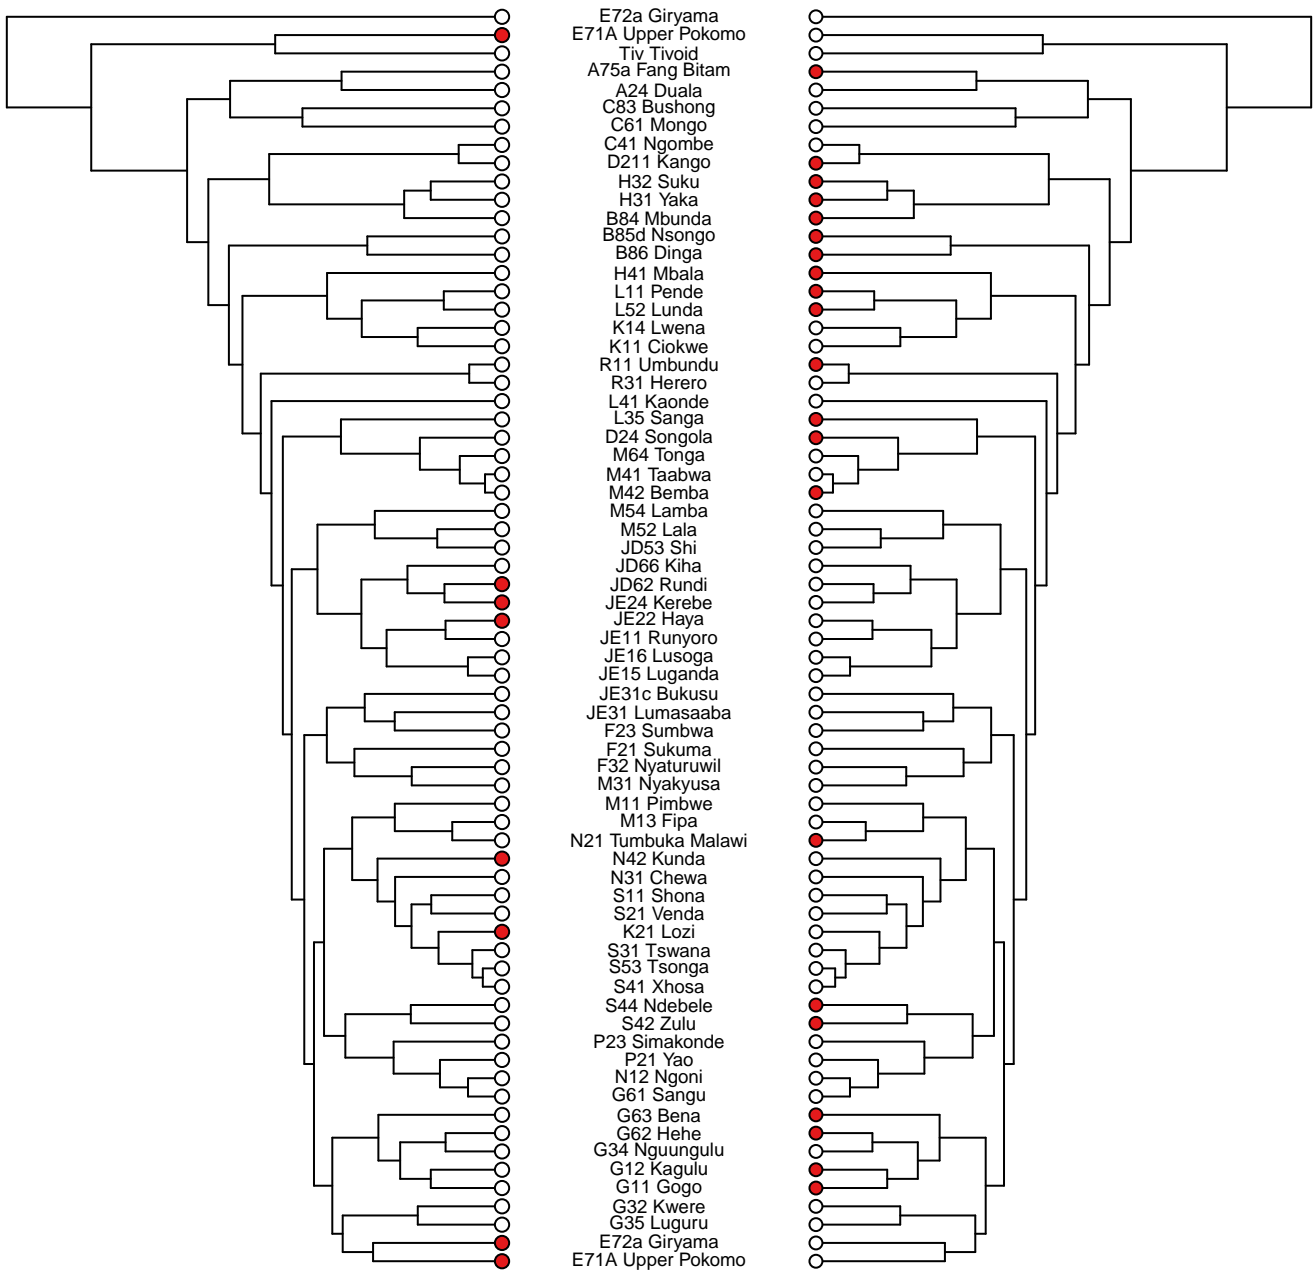 E72a Giryama
E71A Upper Pokomo
Tiv Tivoid
A75a Fang Bitam
A24 Duala
C83 Bushong
C61 Mongo
C41 Ngombe
D211 Kango
H32 Suku
H31 Yaka
B84 Mbunda
B85d Nsongo
B86 Dinga
H41 Mbala
L11 Pende
L52 Lunda
K14 Lwena
K11 Ciokwe
R11 Umbundu
R31 Herero
L41 Kaonde
L35 Sanga
D24 Songola
M64 Tonga
M41 Taabwa
M42 Bemba
M54 Lamba
M52 Lala
JD53 Shi
JD66 Kiha
JD62 Rundi
JE24 Kerebe
JE22 Haya
JE11 Runyoro
JE16 Lusoga
JE15 Luganda
JE31c Bukusu
JE31 Lumasaaba
F23 Sumbwa
F21 Sukuma
F32 Nyaturuwil
M31 Nyakyusa
M11 Pimbwe
M13 Fipa
N21 Tumbuka Malawi
N42 Kunda
N31 Chewa
S11 Shona
S21 Venda
K21 Lozi
S31 Tswana
S53 Tsonga
S41 Xhosa
S44 Ndebele
S42 Zulu
P23 Simakonde
P21 Yao
N12 Ngoni
G61 Sangu
G63 Bena
G62 Hehe
G34 Nguungulu
G12 Kagulu
G11 Gogo
G32 Kwere
G35 Luguru
E72a Giryama
E71A Upper Pokomo